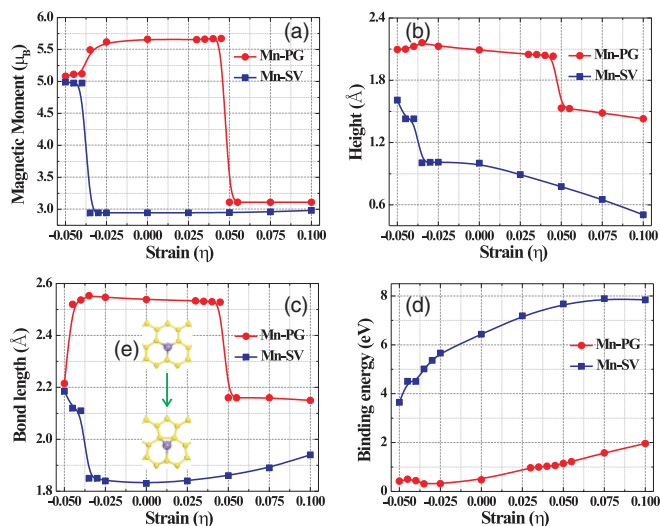 (a)
Mn-PG
Mn-SV
Magnetic Moment (μB)
6.0
5.5
5.0
4.5
4.0
3.5
3.0
-0.050 -0.025 0.000 0.025 0.050 0.075 0.100
Strain (η)
(b)
Mn-PG
Mn-SV
Height (Å)
2.4
1.8
1.2
0.6
-0.050 -0.025 0.000 0.025 0.050 0.075 0.100
Strain (η)
(c)
(e)
Mn-PG
Mn-SV
Bond length (Å)
2.6
2.4
2.2
2.0
1.8
-0.050 -0.025 0.000 0.025 0.050 0.075 0.100
Strain (η)
(d)
Mn-PG
Mn-SV
Binding energy (eV)
8
6
4
2
0
-0.050 -0.025 0.000 0.025 0.050 0.075 0.100
Strain (η)